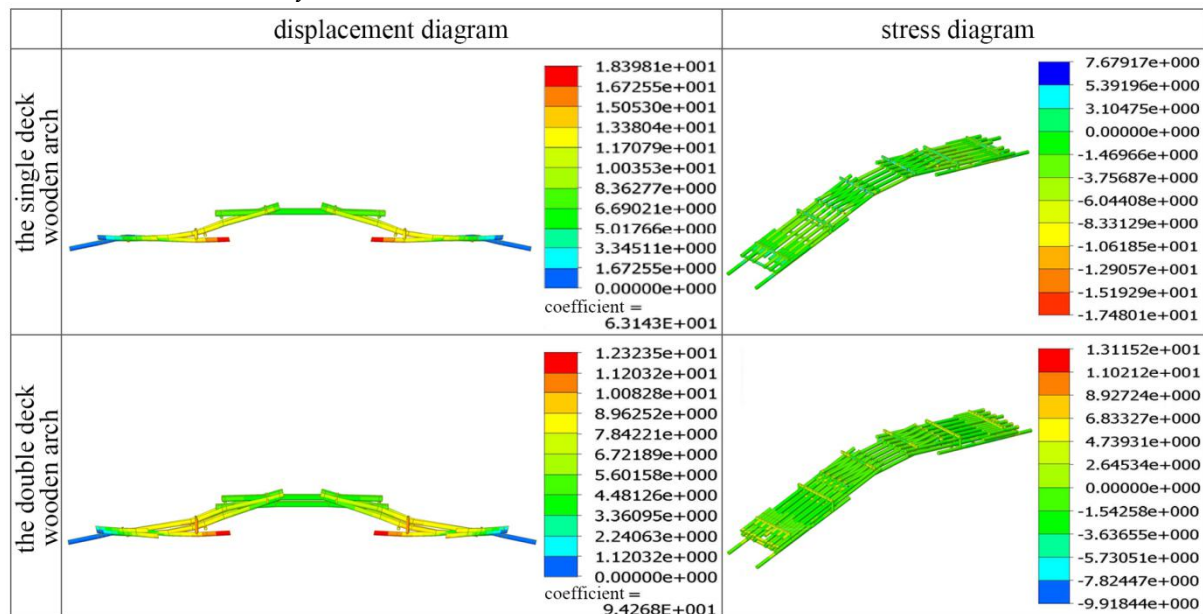 displacement diagram
stress diagram
the single deck
wooden arch
1.83981e+001
1.67255e+001
1.50530e+001
1.33804e+001
1.17079e+001
1.00353e+001
8.36277e+000
6.69021e+000
5.01766e+000
3.34511e+000
1.67255e+000
0.00000e+000
coefficient =
6.3143E+001
7.67917e+000
5.39196e+000
3.10475e+000
0.00000e+000
-1.46966e+000
-3.75687e+000
-6.04408e+000
-8.33129e+000
-1.06185e+001
-1.29057e+001
-1.51929e+001
-1.74801e+001
the double deck
wooden arch
1.23235e+001
1.12032e+001
1.00828e+001
8.96252e+000
7.84221e+000
6.72189e+000
5.60158e+000
4.48126e+000
3.36095e+000
2.24063e+000
1.12032e+000
0.00000e+000
coefficient =
9.4268E+001
1.31152e+001
1.10212e+001
8.92724e+000
6.83327e+000
4.73931e+000
2.64534e+000
0.00000e+000
-1.54258e+000
-3.63655e+000
-5.73051e+000
-7.82447e+000
-9.91844e+000